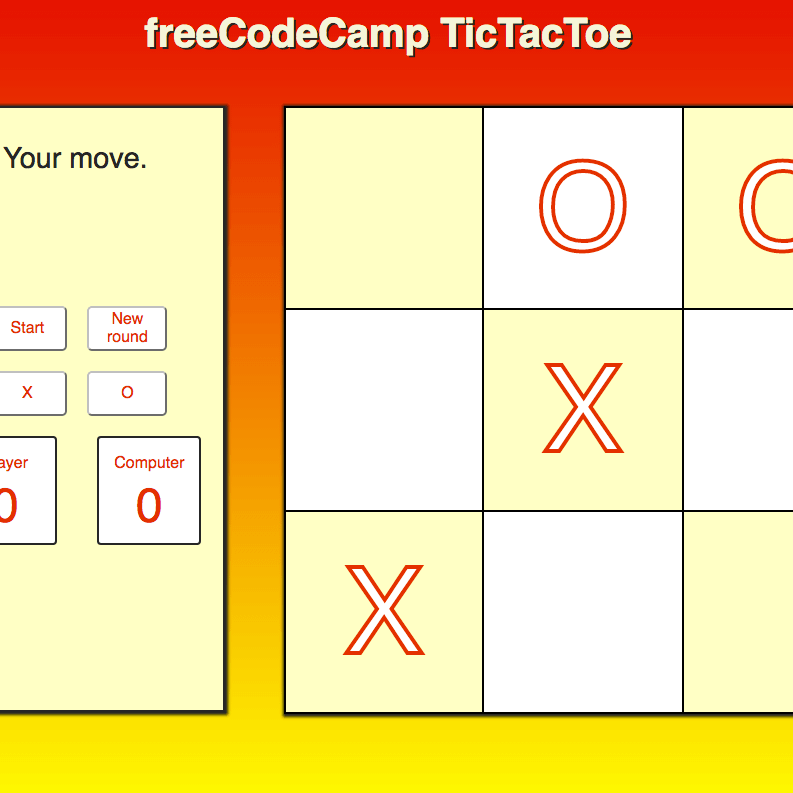 freeCodeCamp TicTacToe
Your move.
Start
New
round
X
O
ayer
Computer
0
0
O
O
X
X